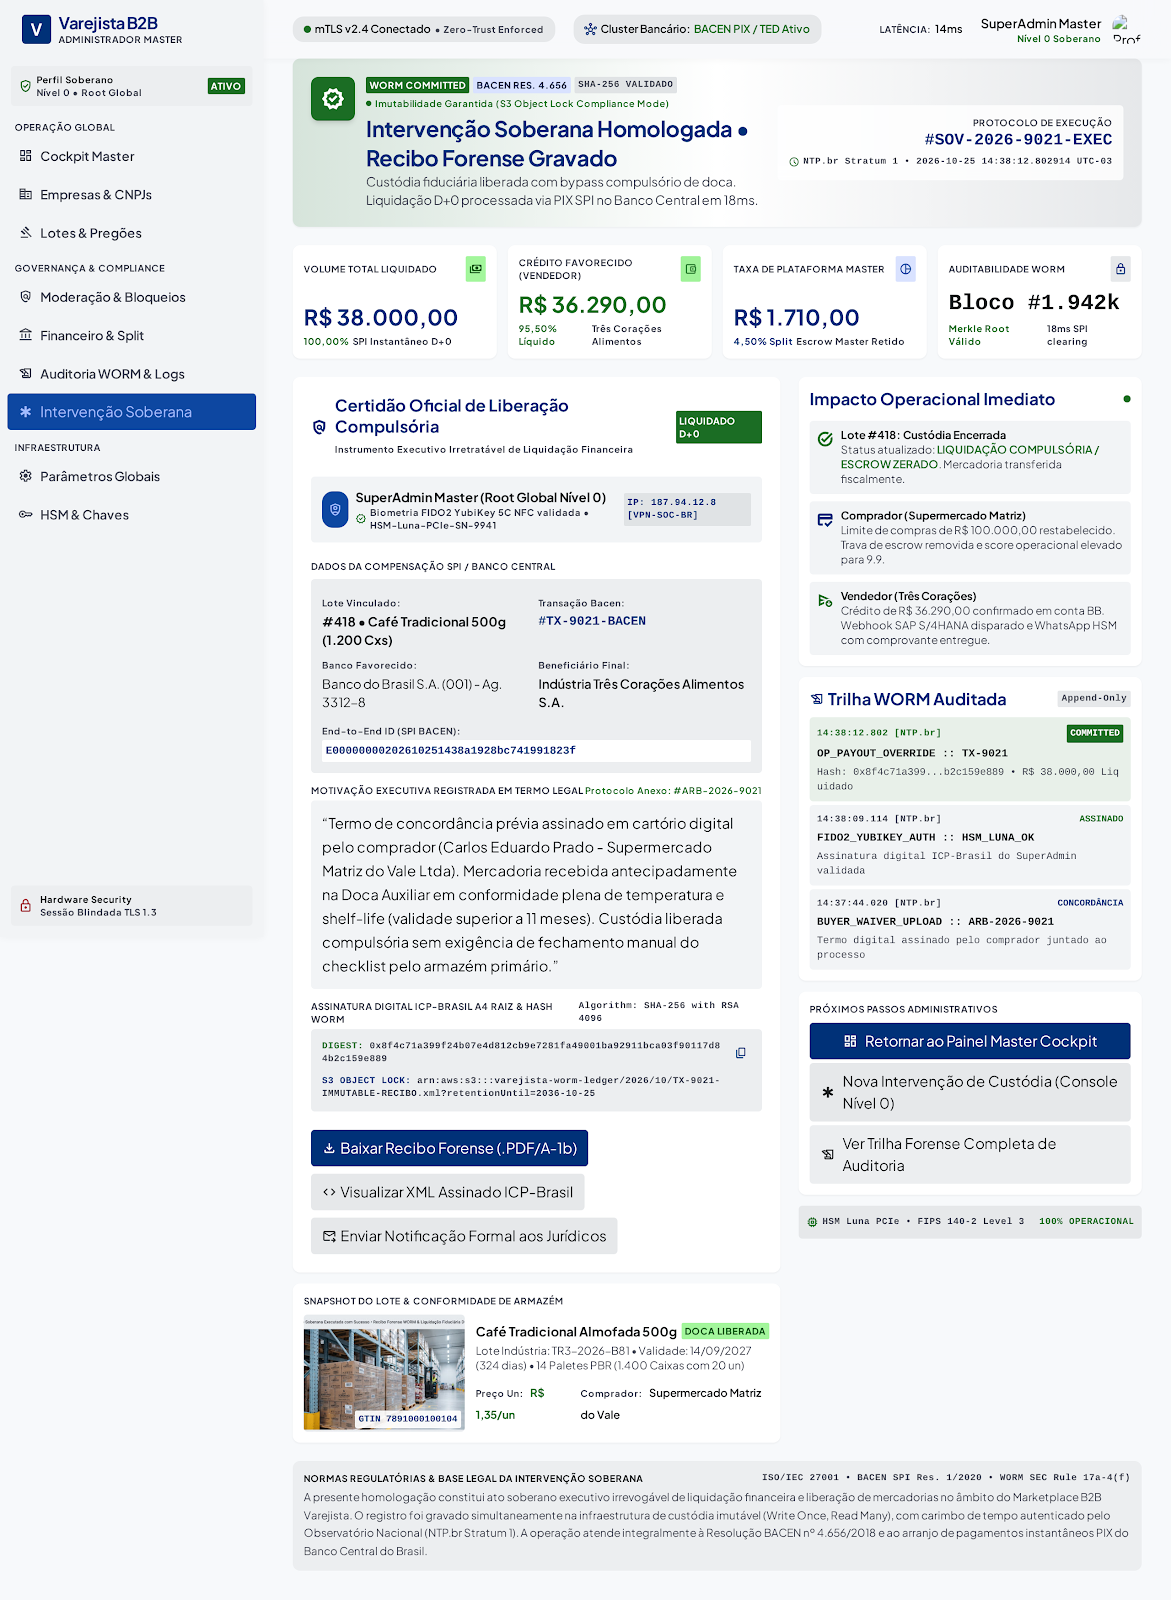 V
Varejista B2B
ADMINISTRADOR MASTER
Perfil Soberano
Nível 0 • Root Global
ATIVO
OPERAÇÃO GLOBAL
Cockpit Master
Empresas & CNPJs
Lotes & Pregões
GOVERNANÇA & COMPLIANCE
Moderação & Bloqueios
Financeiro & Split
Auditoria WORM & Logs
Intervenção Soberana
INFRAESTRUTURA
Parâmetros Globais
HSM & Chaves
Hardware Security
Sessão Blindada TLS 1.3
mTLS v2.4 Conectado • Zero-Trust Enforced
Cluster Bancário: BACEN PIX / TED Ativo
LATÊNCIA: 14ms
SuperAdmin Master
Nível 0 Soberano
Prof
WORM COMMITTED
BACEN RES. 4.656
SHA-256 VALIDADO
Imutabilidade Garantida (S3 Object Lock Compliance Mode)
Intervenção Soberana Homologada •
Recibo Forense Gravado
Custódia fiduciária liberada com bypass compulsório de doca.
Liquidação D+0 processada via PIX SPI no Banco Central em 18ms.
PROTOCOLO DE EXECUÇÃO
#SOV-2026-9021-EXEC
NTP.br Stratum 1 • 2026-10-25 14:38:12.802914 UTC-03
VOLUME TOTAL LIQUIDADO
R$ 38.000,00
100,00% SPI Instantâneo D+0
CRÉDITO FAVORECIDO
(VENDEDOR)
R$ 36.290,00
95,50% Três Corações
Líquido Alimentos
TAXA DE PLATAFORMA MASTER
R$ 1.710,00
4,50% Split Escrow Master Retido
AUDITABILIDADE WORM
Bloco #1.942k
Merkle Root 18ms SPI
Válido clearing
Certidão Oficial de Liberação
Compulsória
Instrumento Executivo Irretratável de Liquidação Financeira
LIQUIDADO
D+0
SuperAdmin Master (Root Global Nível 0)
Biometria FIDO2 YubiKey 5C NFC validada •
HSM-Luna-PCIe-SN-9941
IP: 187.94.12.8
[VPN-SOC-BR]
DADOS DA COMPENSAÇÃO SPI / BANCO CENTRAL
Lote Vinculado:
#418 • Café Tradicional 500g
(1.200 Cxs)
Transação Bacen:
#TX-9021-BACEN
Banco Favorecido:
Banco do Brasil S.A. (001) - Ag.
3312-8
Beneficiário Final:
Indústria Três Corações Alimentos
S.A.
End-to-End ID (SPI BACEN):
E00000000202610251438a1928bc741991823f
MOTIVAÇÃO EXECUTIVA REGISTRADA EM TERMO LEGAL Protocolo Anexo: #ARB-2026-9021
“Termo de concordância prévia assinado em cartório digital
pelo comprador (Carlos Eduardo Prado - Supermercado
Matriz do Vale Ltda). Mercadoria recebida antecipadamente
na Doca Auxiliar em conformidade plena de temperatura e
shelf-life (validade superior a 11 meses). Custódia liberada
compulsória sem exigência de fechamento manual do
checklist pelo armazém primário.”
ASSINATURA DIGITAL ICP-BRASIL A4 RAIZ & HASH
WORM
Algorithm: SHA-256 with RSA
4096
DIGEST: 0x8f4c71a399f24b07e4d812cb9e7281fa49001ba92911bca03f90117d8
4b2c159e889
S3 OBJECT LOCK: arn:aws:s3:::varejista-worm-ledger/2026/10/TX-9021-
IMMUTABLE-RECIBO.xml?retentionUntil=2036-10-25
Baixar Recibo Forense (.PDF/A-1b)
Visualizar XML Assinado ICP-Brasil
Enviar Notificação Formal aos Jurídicos
SNAPSHOT DO LOTE & CONFORMIDADE DE ARMAZÉM
Soberana Executada com Sucesso • Recibo Forense WORM & Liquidação Fiduciária D
GTIN 7891000100104
Café Tradicional Almofada 500g
DOCA LIBERADA
Lote Indústria: TR3-2026-B81 • Validade: 14/09/2027
(324 dias) • 14 Paletes PBR (1.400 Caixas com 20 un)
Preço Un: R$
1,35/un
Comprador: Supermercado Matriz
do Vale
Impacto Operacional Imediato
Lote #418: Custódia Encerrada
Status atualizado: LIQUIDAÇÃO COMPULSÓRIA /
ESCROW ZERADO. Mercadoria transferida
fiscalmente.
Comprador (Supermercado Matriz)
Limite de compras de R$ 100.000,00 restabelecido.
Trava de escrow removida e score operacional elevado
para 9.9.
Vendedor (Três Corações)
Crédito de R$ 36.290,00 confirmado em conta BB.
Webhook SAP S/4HANA disparado e WhatsApp HSM
com comprovante entregue.
Trilha WORM Auditada
Append-Only
14:38:12.802 [NTP.br]
COMMITTED
OP_PAYOUT_OVERRIDE :: TX-9021
Hash: 0x8f4c71a399...b2c159e889 • R$ 38.000,00 Liq
uidado
14:38:09.114 [NTP.br]
ASSINADO
FIDO2_YUBIKEY_AUTH :: HSM_LUNA_OK
Assinatura digital ICP-Brasil do SuperAdmin
validada
14:37:44.020 [NTP.br]
CONCORDÂNCIA
BUYER_WAIVER_UPLOAD :: ARB-2026-9021
Termo digital assinado pelo comprador juntado ao
processo
PRÓXIMOS PASSOS ADMINISTRATIVOS
Retornar ao Painel Master Cockpit
Nova Intervenção de Custódia (Console
Nível 0)
Ver Trilha Forense Completa de
Auditoria
HSM Luna PCIe • FIPS 140-2 Level 3
100% OPERACIONAL
NORMAS REGULATÓRIAS & BASE LEGAL DA INTERVENÇÃO SOBERANA
ISO/IEC 27001 • BACEN SPI Res. 1/2020 • WORM SEC Rule 17a-4(f)
A presente homologação constitui ato soberano executivo irrevogável de liquidação financeira e liberação de mercadorias no âmbito do Marketplace B2B
Varejista. O registro foi gravado simultaneamente na infraestrutura de custódia imutável (Write Once, Read Many), com carimbo de tempo autenticado pelo
Observatório Nacional (NTP.br Stratum 1). A operação atende integralmente à Resolução BACEN nº 4.656/2018 e ao arranjo de pagamentos instantâneos PIX do
Banco Central do Brasil.